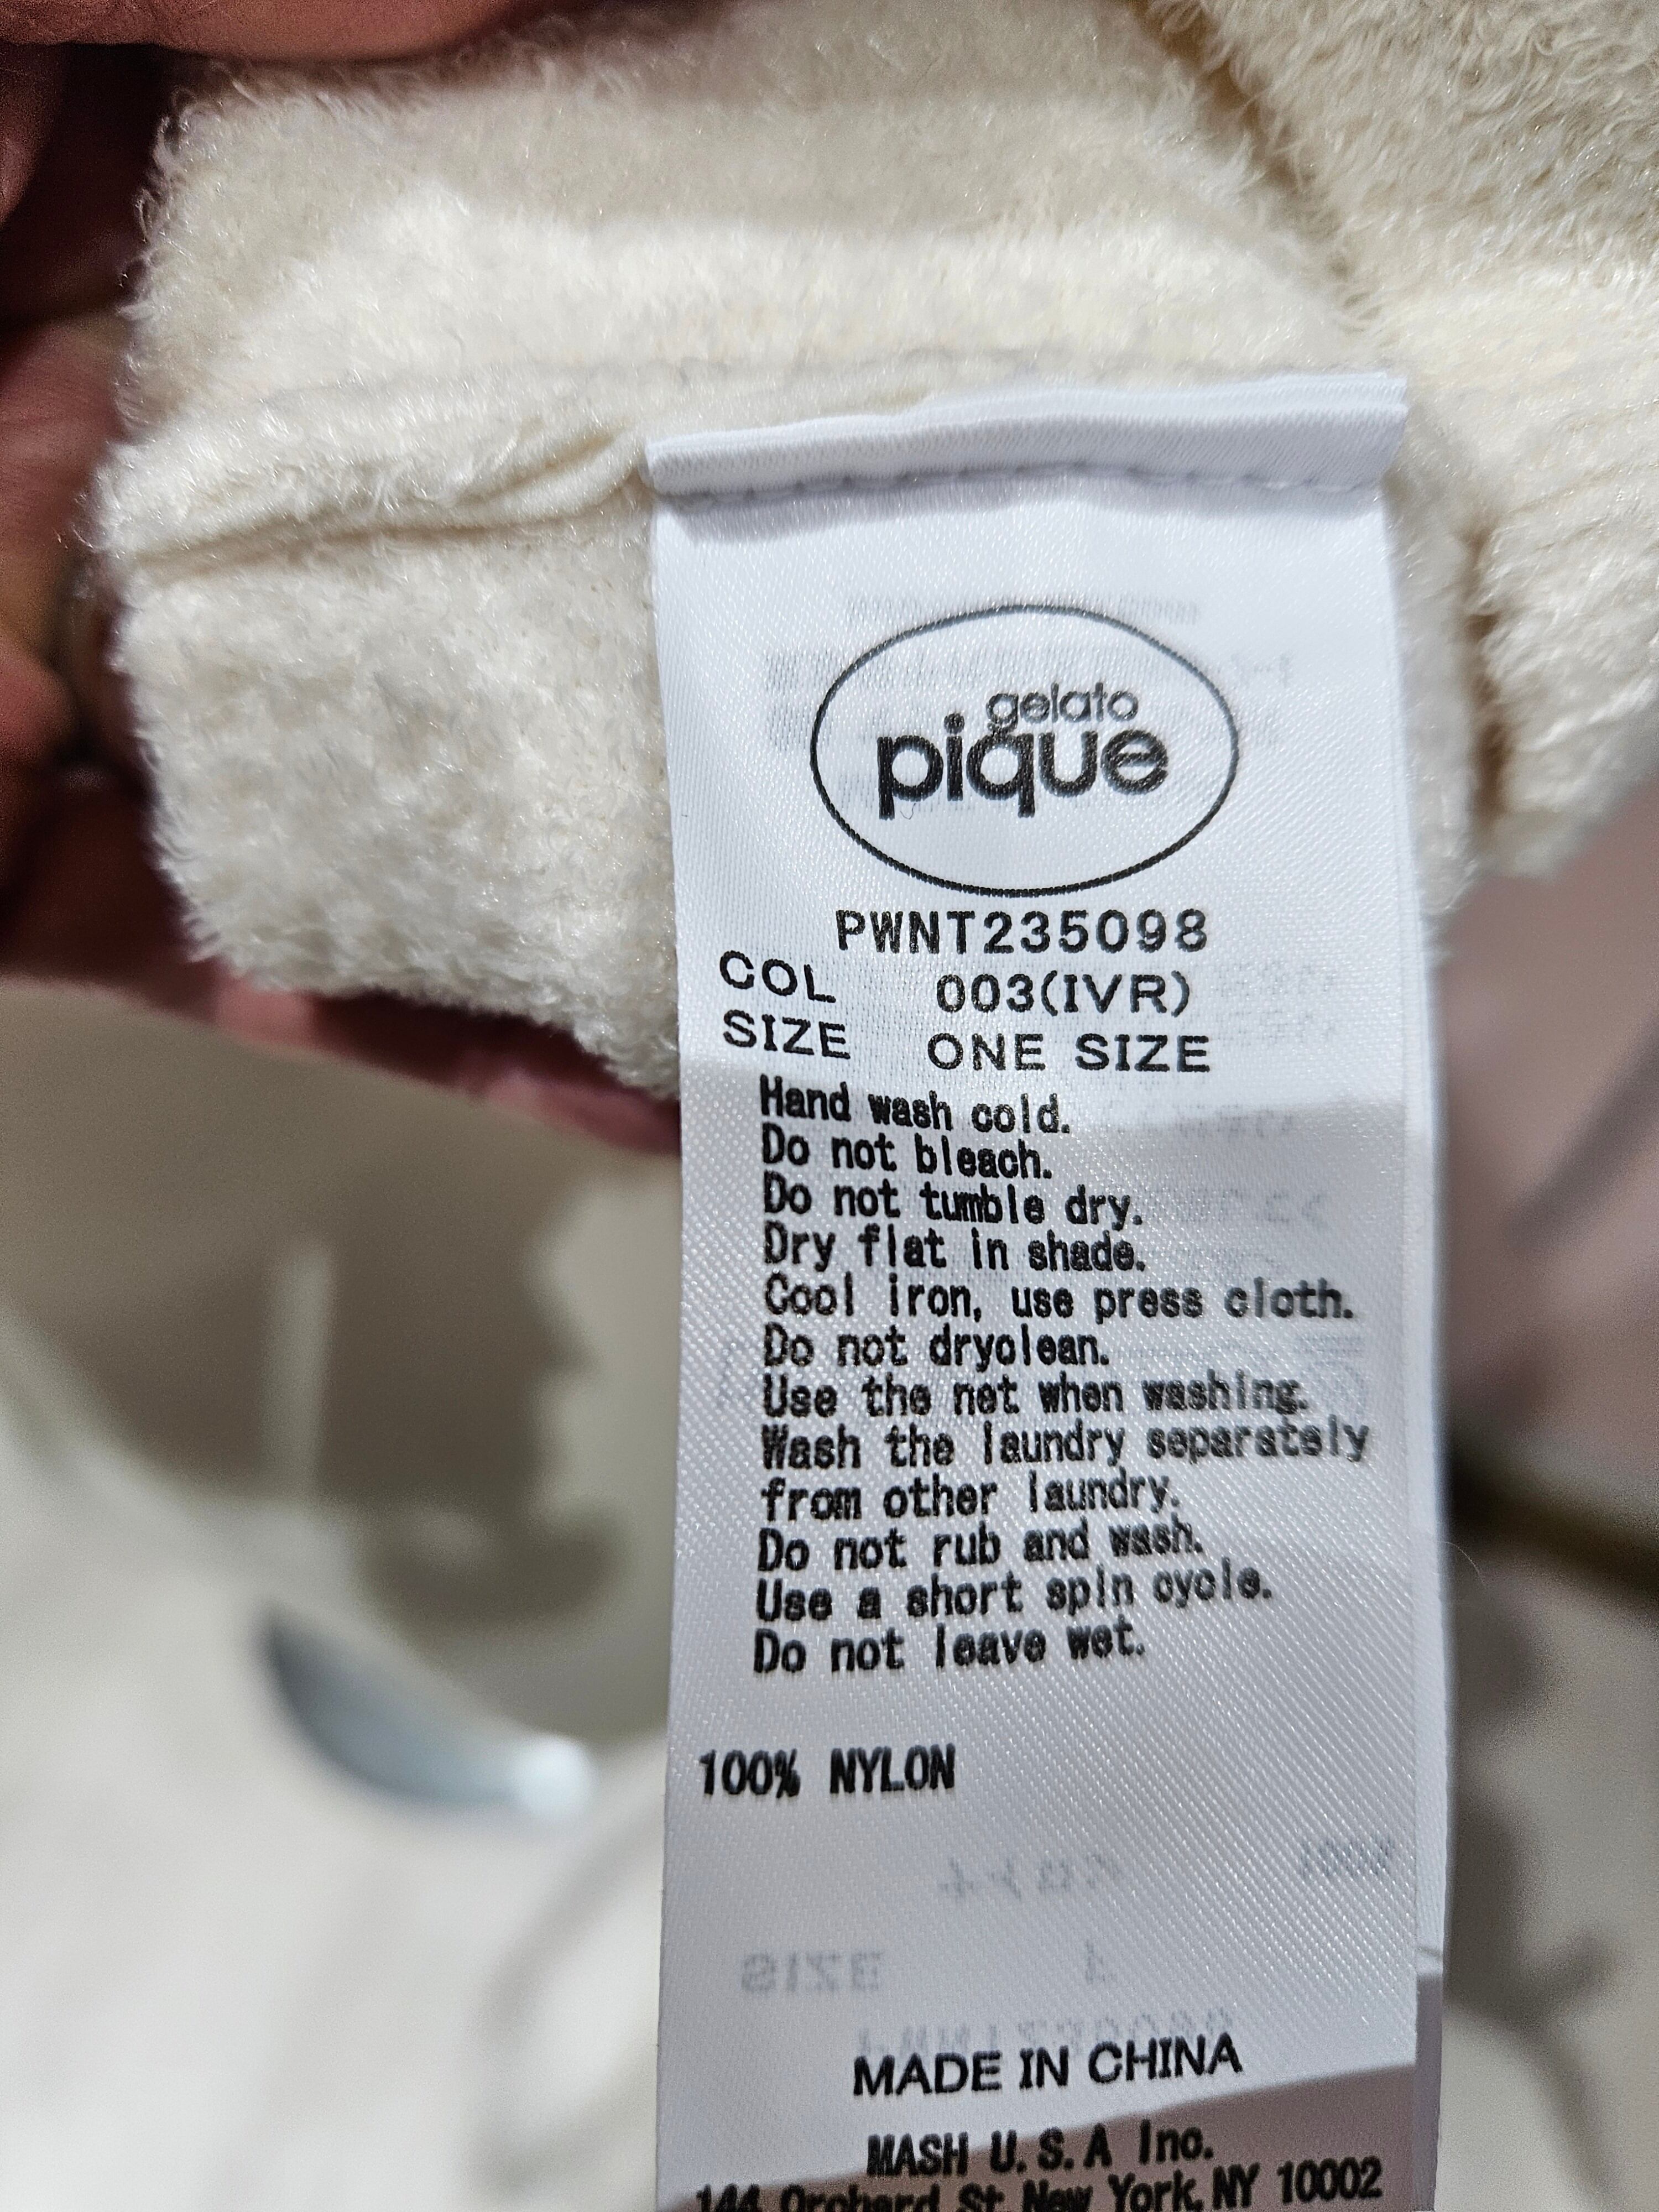 gelato
pique
PWNT235098
COL 003(IVR)
SIZE ONE SIZE
Hand wash cold.
Do not bleach.
Do not tumble dry.
Dry flat in shade.
Cool iron, use press cloth.
Do not dryclean.
Use the net when washing.
Wash the laundry separately
from other laundry.
Do not rub and wash.
Use a short spin cycle.
Do not leave wet.
100% NYLON
MADE IN CHINA
MASH U.S.A Inc.
144 Orchard St, New York, NY 10002